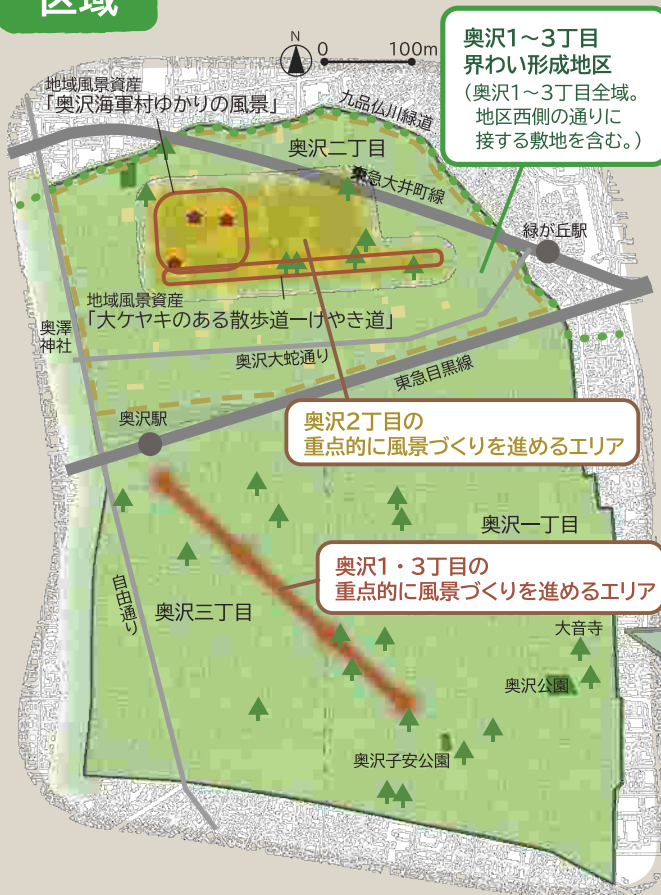 区域
N
0 100m
奥沢1〜3丁目
界わい形成地区
(奥沢1〜3丁目全域。
地区西側の通りに
接する敷地を含む。)
地域風景資産
「奥沢海軍村ゆかりの風景」
九品仏川緑道
奥沢二丁目
東急大井町線
緑が丘駅
地域風景資産
「大ケヤキのある散歩道ーけやき道」
奥澤
神社
奥沢大蛇通り
東急目黒線
奥沢駅
奥沢2丁目の
重点的に風景づくりを進めるエリア
奥沢一丁目
奥沢1・3丁目の
重点的に風景づくりを進めるエリア
自由通り
奥沢三丁目
大音寺
奥沢公園
奥沢子安公園